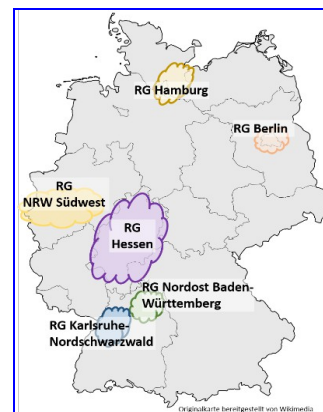 RG Hamburg
RG Berlin
RG
NRW Südwest
RG
Hessen
RG Nordost Baden-
Württemberg
RG Karlsruhe-
Nordschwarzwald
Originalkarte bereitgestellt von Wikimedia